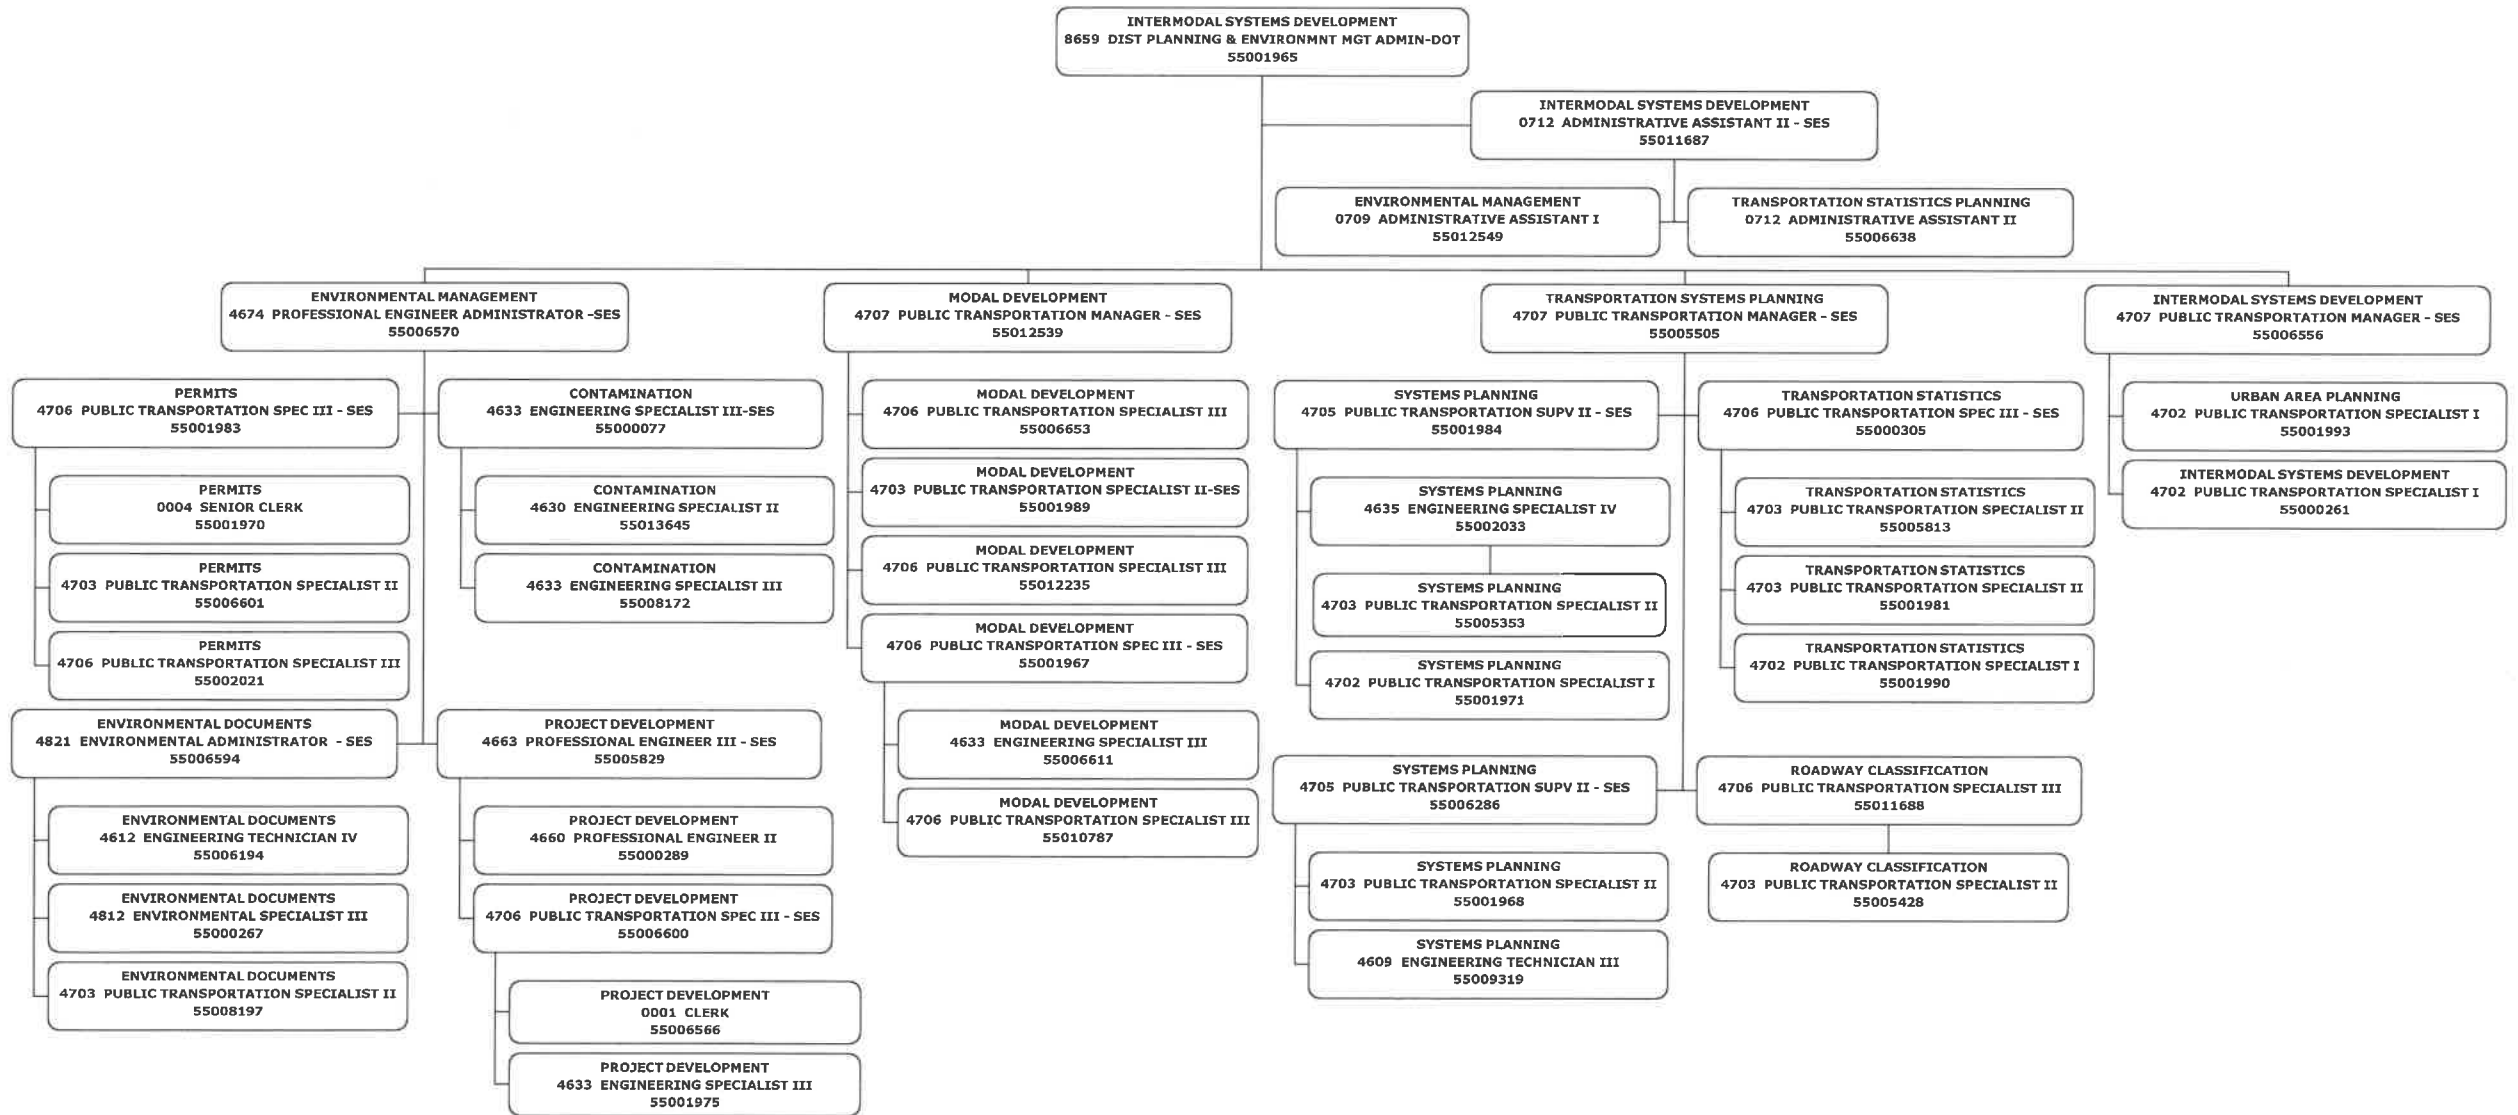 INTERMODAL SYSTEMS DEVELOPMENT
8659 DIST PLANNING & ENVIRONMNT MGT ADMIN-DOT
55001965
INTERMODAL SYSTEMS DEVELOPMENT
0712 ADMINISTRATIVE ASSISTANT II - SES
55011687
ENVIRONMENTAL MANAGEMENT
0709 ADMINISTRATIVE ASSISTANT I
55012549
TRANSPORTATION STATISTICS PLANNING
0712 ADMINISTRATIVE ASSISTANT II
55006638
ENVIRONMENTAL MANAGEMENT
4674 PROFESSIONAL ENGINEER ADMINISTRATOR -SES
55006570
PERMITS
4706 PUBLIC TRANSPORTATION SPEC III - SES
55001983
PERMITS
0004 SENIOR CLERK
55001970
PERMITS
4703 PUBLIC TRANSPORTATION SPECIALIST II
55006601
PERMITS
4706 PUBLIC TRANSPORTATION SPECIALIST III
55002021
CONTAMINATION
4633 ENGINEERING SPECIALIST III-SES
55000077
CONTAMINATION
4630 ENGINEERING SPECIALIST II
55013645
CONTAMINATION
4633 ENGINEERING SPECIALIST III
55008172
ENVIRONMENTAL DOCUMENTS
4821 ENVIRONMENTAL ADMINISTRATOR - SES
55006594
ENVIRONMENTAL DOCUMENTS
4612 ENGINEERING TECHNICIAN IV
55006194
ENVIRONMENTAL DOCUMENTS
4812 ENVIRONMENTAL SPECIALIST III
55000267
ENVIRONMENTAL DOCUMENTS
4703 PUBLIC TRANSPORTATION SPECIALIST II
55008197
PROJECT DEVELOPMENT
4663 PROFESSIONAL ENGINEER III - SES
55005829
PROJECT DEVELOPMENT
4660 PROFESSIONAL ENGINEER II
55000289
PROJECT DEVELOPMENT
4706 PUBLIC TRANSPORTATION SPEC III - SES
55006600
PROJECT DEVELOPMENT
0001 CLERK
55006566
PROJECT DEVELOPMENT
4633 ENGINEERING SPECIALIST III
55001975
MODAL DEVELOPMENT
4707 PUBLIC TRANSPORTATION MANAGER - SES
55012539
MODAL DEVELOPMENT
4706 PUBLIC TRANSPORTATION SPECIALIST III
55006653
MODAL DEVELOPMENT
4703 PUBLIC TRANSPORTATION SPECIALIST II-SES
55001989
MODAL DEVELOPMENT
4706 PUBLIC TRANSPORTATION SPECIALIST III
55012235
MODAL DEVELOPMENT
4706 PUBLIC TRANSPORTATION SPEC III - SES
55001967
MODAL DEVELOPMENT
4633 ENGINEERING SPECIALIST III
55006611
MODAL DEVELOPMENT
4706 PUBLIC TRANSPORTATION SPECIALIST III
55010787
TRANSPORTATION SYSTEMS PLANNING
4707 PUBLIC TRANSPORTATION MANAGER - SES
55005505
SYSTEMS PLANNING
4705 PUBLIC TRANSPORTATION SUPV II - SES
55001984
SYSTEMS PLANNING
4635 ENGINEERING SPECIALIST IV
55002033
SYSTEMS PLANNING
4703 PUBLIC TRANSPORTATION SPECIALIST II
55005353
SYSTEMS PLANNING
4702 PUBLIC TRANSPORTATION SPECIALIST I
55001971
TRANSPORTATION STATISTICS
4706 PUBLIC TRANSPORTATION SPEC III - SES
55000305
TRANSPORTATION STATISTICS
4703 PUBLIC TRANSPORTATION SPECIALIST II
55005813
TRANSPORTATION STATISTICS
4703 PUBLIC TRANSPORTATION SPECIALIST II
55001981
TRANSPORTATION STATISTICS
4702 PUBLIC TRANSPORTATION SPECIALIST I
55001990
SYSTEMS PLANNING
4705 PUBLIC TRANSPORTATION SUPV II - SES
55006286
SYSTEMS PLANNING
4703 PUBLIC TRANSPORTATION SPECIALIST II
55001968
SYSTEMS PLANNING
4609 ENGINEERING TECHNICIAN III
55009319
ROADWAY CLASSIFICATION
4706 PUBLIC TRANSPORTATION SPECIALIST III
55011688
ROADWAY CLASSIFICATION
4703 PUBLIC TRANSPORTATION SPECIALIST II
55005428
INTERMODAL SYSTEMS DEVELOPMENT
4707 PUBLIC TRANSPORTATION MANAGER - SES
55006556
URBAN AREA PLANNING
4702 PUBLIC TRANSPORTATION SPECIALIST I
55001993
INTERMODAL SYSTEMS DEVELOPMENT
4702 PUBLIC TRANSPORTATION SPECIALIST I
55000261